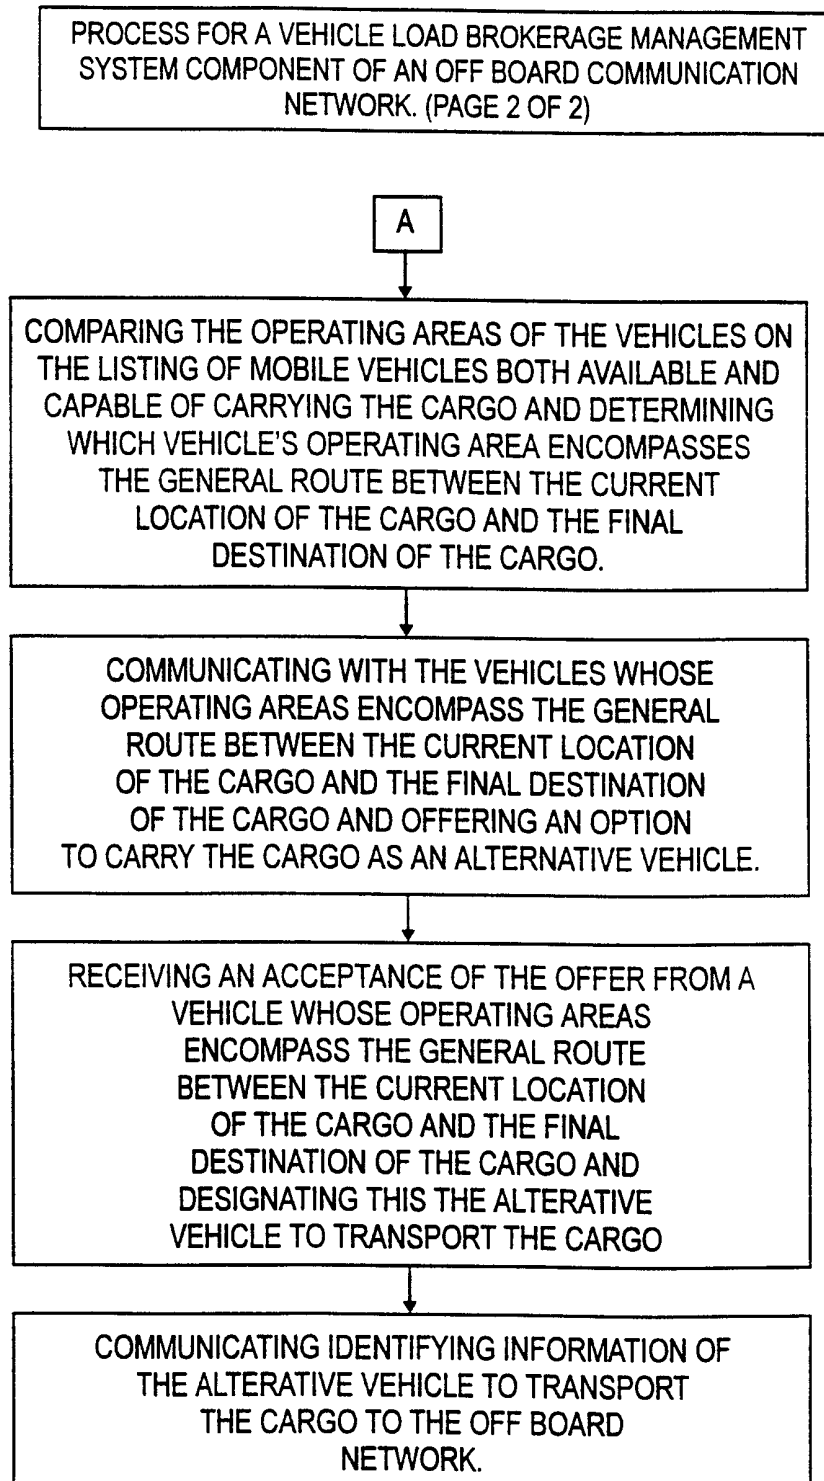 PROCESS FOR A VEHICLE LOAD BROKERAGE MANAGEMENT
SYSTEM COMPONENT OF AN OFF BOARD COMMUNICATION
NETWORK. (PAGE 2 OF 2)
A
COMPARING THE OPERATING AREAS OF THE VEHICLES ON
THE LISTING OF MOBILE VEHICLES BOTH AVAILABLE AND
CAPABLE OF CARRYING THE CARGO AND DETERMINING
WHICH VEHICLE'S OPERATING AREA ENCOMPASSES
THE GENERAL ROUTE BETWEEN THE CURRENT
LOCATION OF THE CARGO AND THE FINAL
DESTINATION OF THE CARGO.
COMMUNICATING WITH THE VEHICLES WHOSE
OPERATING AREAS ENCOMPASS THE GENERAL
ROUTE BETWEEN THE CURRENT LOCATION
OF THE CARGO AND THE FINAL DESTINATION
OF THE CARGO AND OFFERING AN OPTION
TO CARRY THE CARGO AS AN ALTERNATIVE VEHICLE.
RECEIVING AN ACCEPTANCE OF THE OFFER FROM A
VEHICLE WHOSE OPERATING AREAS
ENCOMPASS THE GENERAL ROUTE
BETWEEN THE CURRENT LOCATION
OF THE CARGO AND THE FINAL
DESTINATION OF THE CARGO AND
DESIGNATING THIS THE ALTERATIVE
VEHICLE TO TRANSPORT THE CARGO
COMMUNICATING IDENTIFYING INFORMATION OF
THE ALTERATIVE VEHICLE TO TRANSPORT
THE CARGO TO THE OFF BOARD
NETWORK.